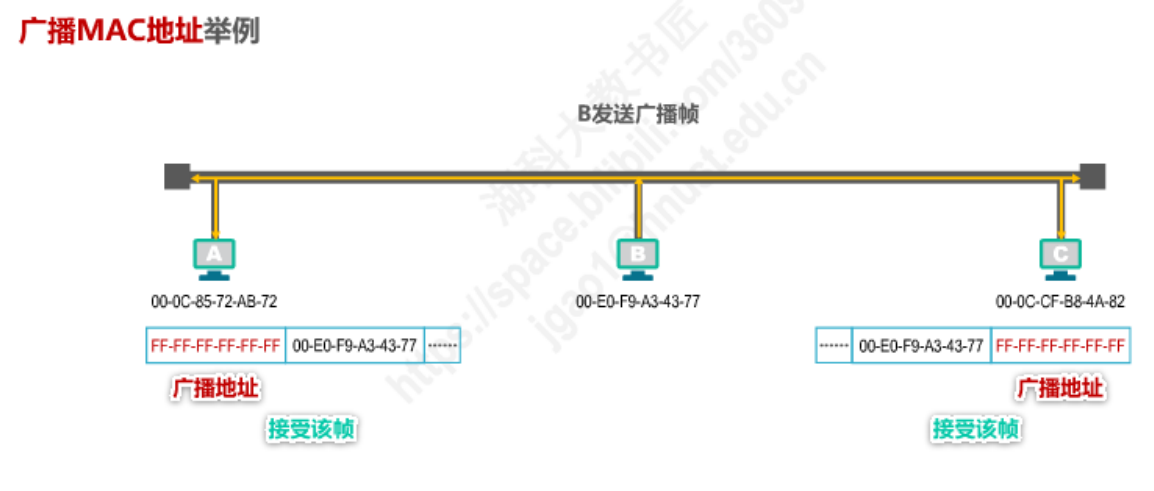 广播MAC地址举例
B发送广播帧
A
B
C
00-0C-85-72-AB-72
00-E0-F9-A3-43-77
00-0C-CF-B8-4A-82
FF-FF-FF-FF-FF-FF 00-E0-F9-A3-43-77 ······
······ 00-E0-F9-A3-43-77 FF-FF-FF-FF-FF-FF
广播地址
广播地址
接受该帧
接受该帧
湖科大教书匠
https://space.bilibili.com/3609
jgao1@hnust.edu.cn